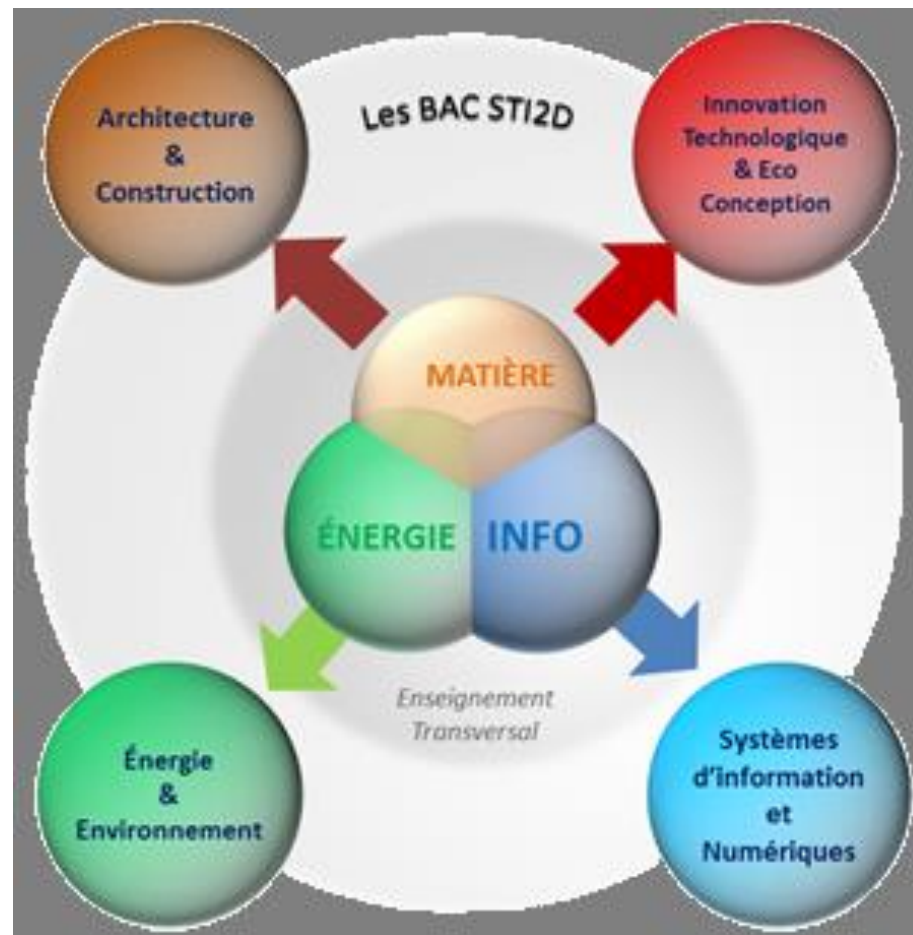 Les BAC STI2D
Architecture
&
Construction
Innovation
Technologique
& Eco
Conception
MATIÈRE
ÉNERGIE
INFO
Enseignement
Transversal
Énergie
&
Environnement
Systèmes
d'information
et
Numériques